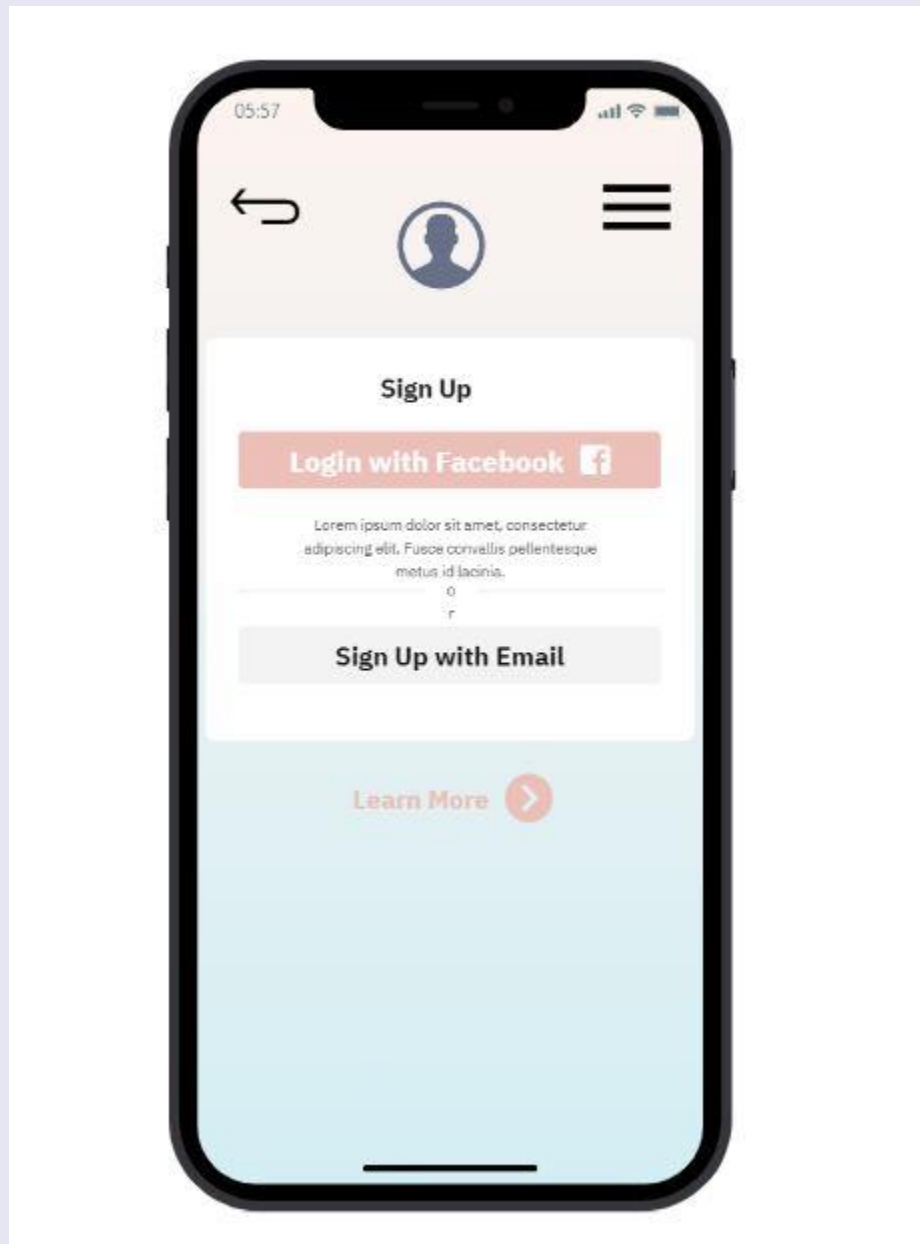 05:57
Sign Up
Login with Facebook
Lorem ipsum dolor sit amet, consectetur
adipiscing elit. Fusce convallis pellentesque
metus id lacinia.
o
r
Sign Up with Email
Learn More